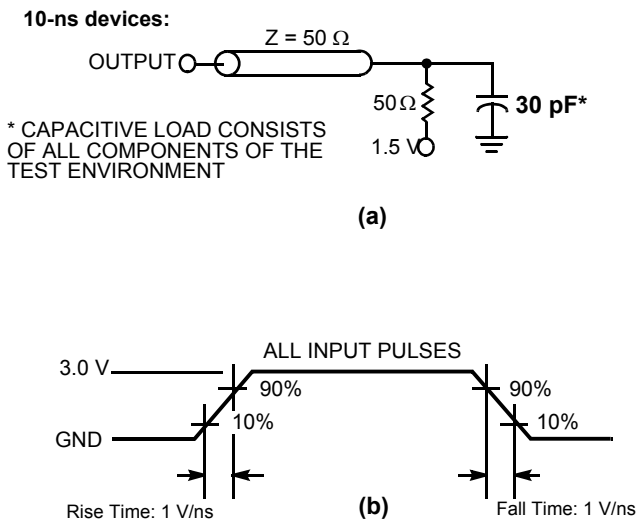 10-ns devices:
Z = 50 Ω
OUTPUT
50 Ω
30 pF*
1.5 V
* CAPACITIVE LOAD CONSISTS
OF ALL COMPONENTS OF THE
TEST ENVIRONMENT
(a)
ALL INPUT PULSES
3.0 V
90%
90%
10%
10%
GND
Rise Time: 1 V/ns
(b)
Fall Time: 1 V/ns